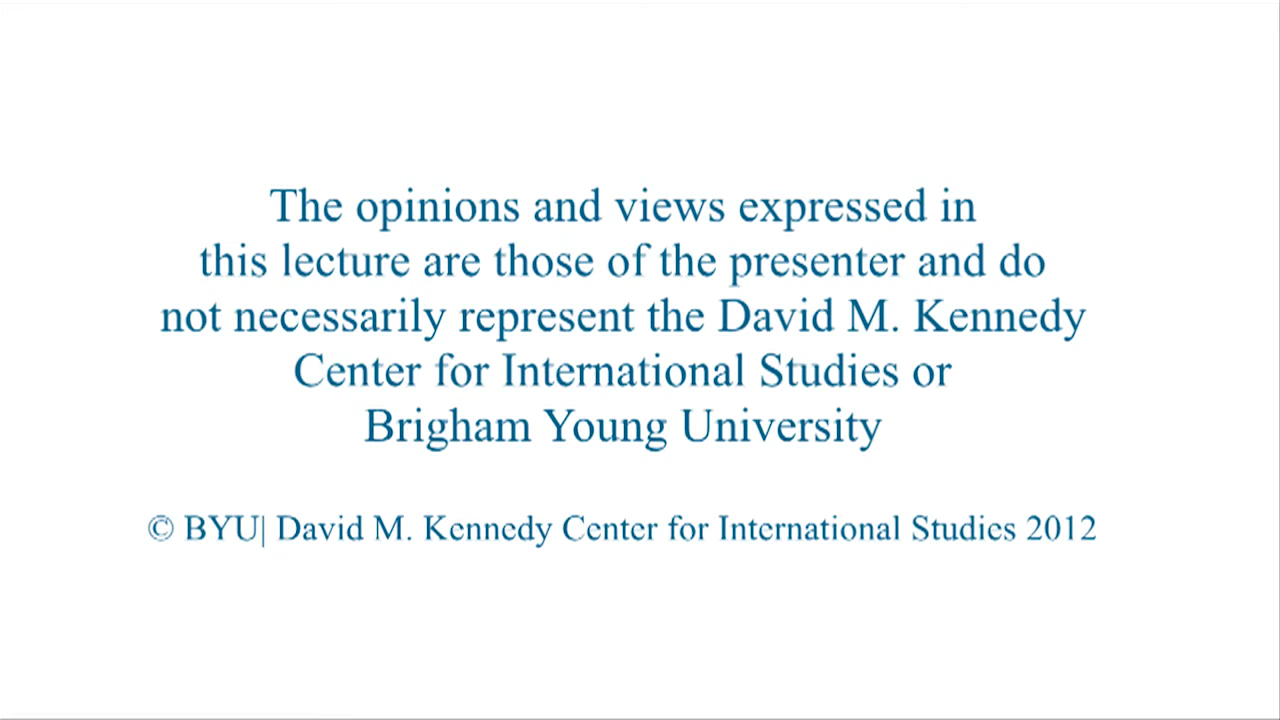 The opinions and views expressed in
this lecture are those of the presenter and do
not necessarily represent the David M. Kennedy
Center for International Studies or
Brigham Young University
© BYU| David M. Kennedy Center for International Studies 2012